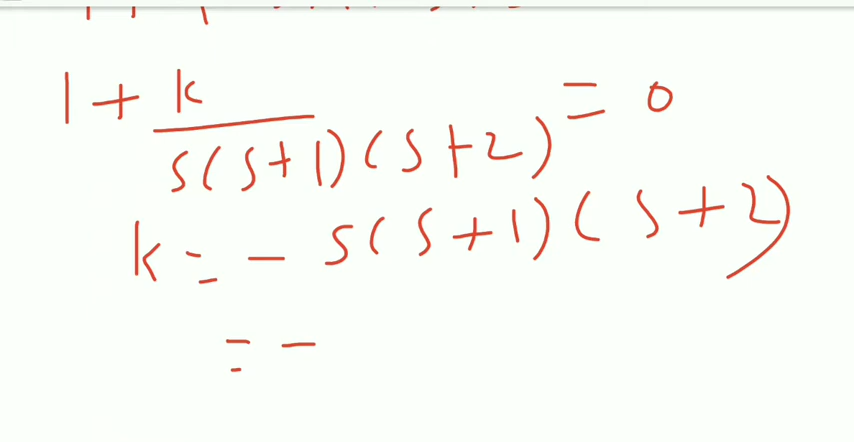 1 + k / s(s+1)(s+2) = 0
k = - s(s+1)(s+2)
= -